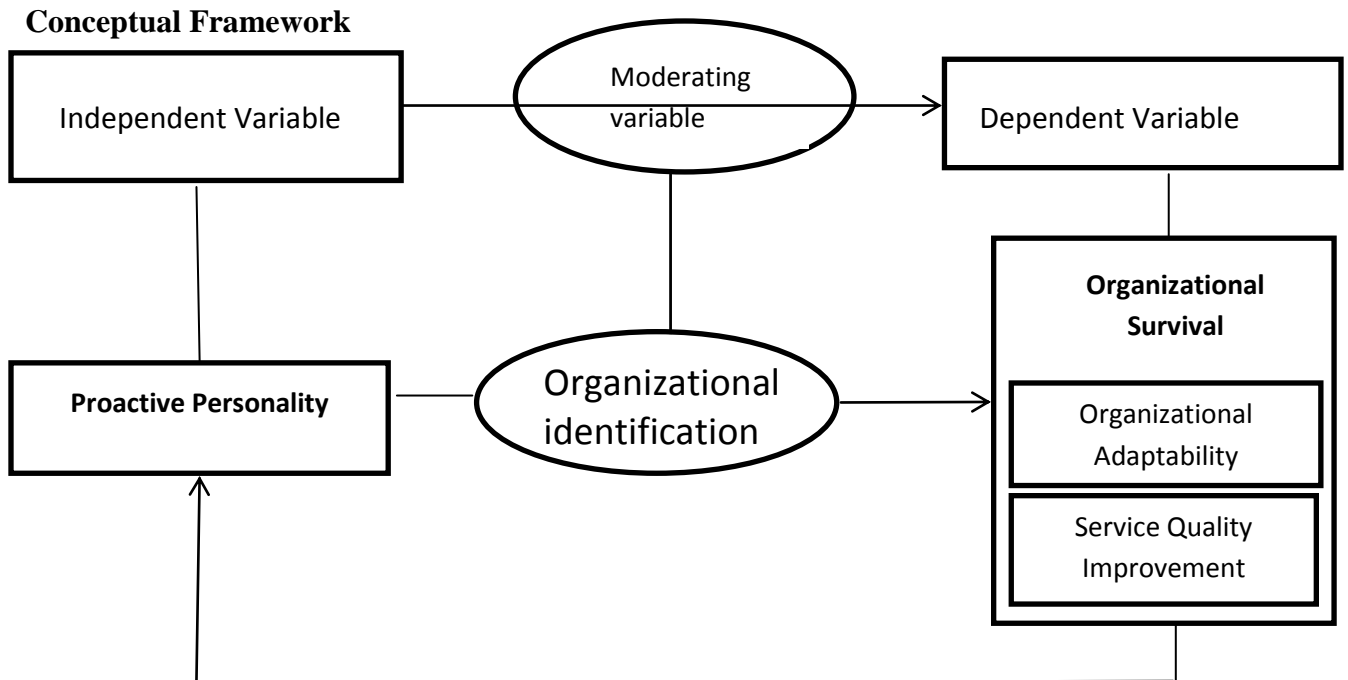 Conceptual Framework
Independent Variable
Moderating
variable
Dependent Variable
Proactive Personality
Organizational
identification
Organizational
Survival
Organizational
Adaptability
Service Quality
Improvement